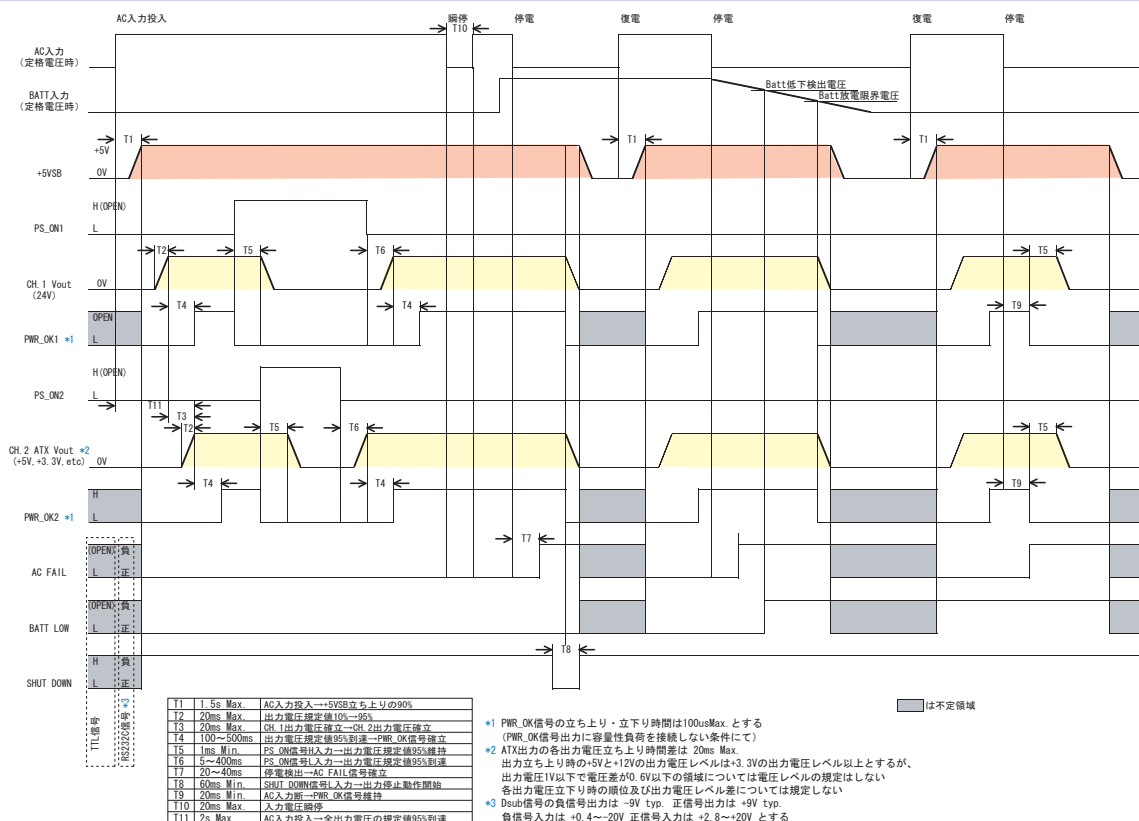 AC入力投入 瞬停 停電 復電 停電 復電 停電
T10
AC入力
(定格電圧時)
BATT入力
(定格電圧時)
Batt低下検出電圧
Batt放電限界電圧
T1 T1 T1
+5V
+5VSB 0V
H(OPEN)
PS_ON1 L
T2 T5 T6 T5
CH.1 Vout 0V
(24V)
T4 T4 T9
OPEN
PWR_OK1 *1 L
H(OPEN)
PS_ON2 L
T11
T3
T2 T5 T6 T5
CH.2 ATX Vout *2
(+5V,+3.3V,etc) 0V
T4 T4 T9
H
PWR_OK2 *1 L
T7
(OPEN) 負
AC FAIL L 正
(OPEN) 負
BATT LOW L 正
T8
H 負
SHUT DOWN L 正
TTL信号
RS232C信号 *3
T1 1.5s Max. AC入力投入→+5VSB立ち上りの90%
T2 20ms Max. 出力電圧規定値10%→95%
T3 20ms Max. CH.1出力電圧確立→CH.2出力電圧確立
T4 100~500ms 出力電圧規定値95%到達→PWR_OK信号確立
T5 1ms Min. PS_ON信号H入力→出力電圧規定値95%維持
T6 5~400ms PS_ON信号L入力→出力電圧規定値95%到達
T7 20~40ms 停電検出→AC FAIL信号確立
T8 60ms Min. SHUT DOWN信号L入力→出力停止動作開始
T9 20ms Min. AC入力断→PWR_OK信号維持
T10 20ms Max. 入力電圧瞬停
T11 2s Max. AC入力投入→全出力電圧の規定値95%到達
は不定領域
*1 PWR_OK信号の立ち上り・立下り時間は100usMax.とする
(PWR_OK信号出力に容量性負荷を接続しない条件にて)
*2 ATX出力の各出力電圧立ち上り時間差は 20ms Max.
出力立ち上り時の+5Vと+12Vの出力電圧レベルは+3.3Vの出力電圧レベル以上とするが、
出力電圧1V以下で電圧差が0.6V以下の領域については電圧レベルの規定はしない
各出力電圧立下り時の順位及び出力電圧レベル差については規定しない
*3 Dsub信号の負信号出力は -9V typ. 正信号出力は +9V typ.
負信号入力は +0.4~-20V 正信号入力は +2.8~+20V とする